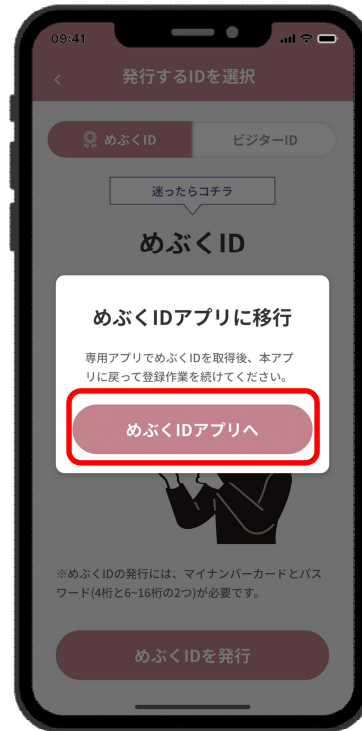 09:41
発行するIDを選択
めぶくID
ビジターID
迷ったらコチラ
めぶくID
めぶくIDアプリに移行
専用アプリでめぶくIDを取得後、本アプ
リに戻って登録作業を続けてください。
めぶくIDアプリへ
※めぶくIDの発行には、マイナンバーカードとパス
ワード(4桁と6~16桁の2つ)が必要です。
めぶくIDを発行